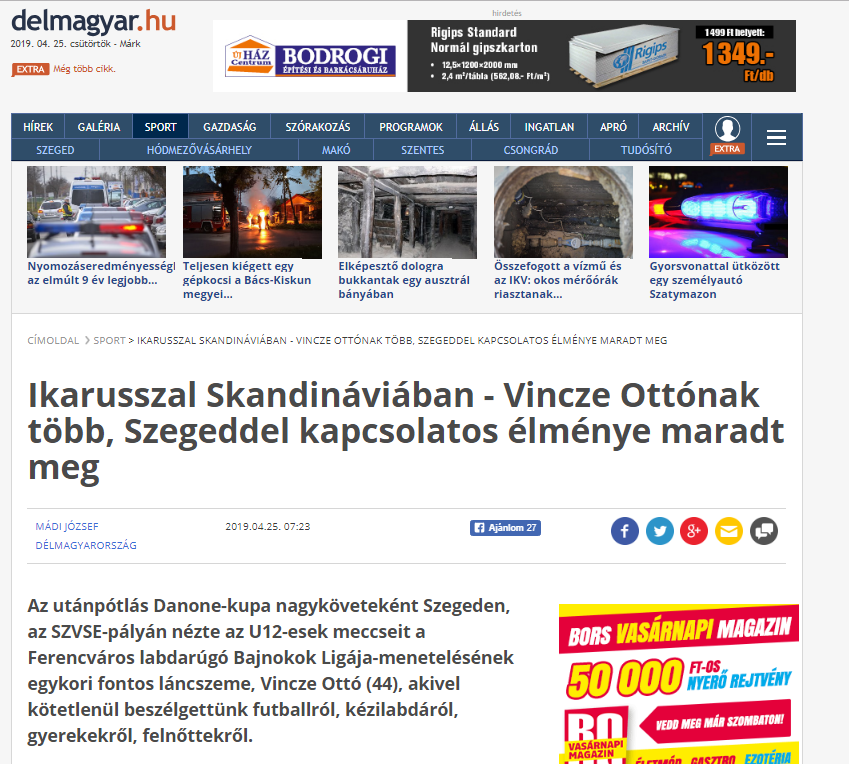 delmagyar.hu
2019. 04. 25. csütörtök - Márk
EXTRA Még több cikk.
hirdetés
ÚJ HÁZ Centrum
BODROGI
ÉPÍTÉSI ÉS BARKÁCSÁRUHÁZ
Rigips Standard
Normál gipszkarton
• 12,5×1200×2000 mm
• 2,4 m²/tábla (562,08.- Ft/m²)
Rigips
1499 Ft helyett:
1349.-
Ft/db
HÍREK GALÉRIA SPORT GAZDASÁG SZÓRAKOZÁS PROGRAMOK ÁLLÁS INGATLAN APRÓ ARCHÍV
EXTRA
SZEGED HÓDMEZŐVÁSÁRHELY MAKÓ SZENTES CSONGRÁD TUDÓSÍTÓ
Nyomozáseredményességb
az elmúlt 9 év legjobb...
Teljesen kiégett egy
gépkocsi a Bács-Kiskun
megyei...
Elképesztő dologra
bukkantak egy ausztrál
bányában
Összefogott a vízmű és
az IKV: okos mérőórák
riasztanak...
Gyorsvonattal ütközött
egy személyautó
Szatymazon
CÍMOLDAL > SPORT > IKARUSSZAL SKANDINÁVIÁBAN - VINCZE OTTÓNAK TÖBB, SZEGEDDEL KAPCSOLATOS ÉLMÉNYE MARADT MEG
Ikarusszal Skandináviában - Vincze Ottónak
több, Szegeddel kapcsolatos élménye maradt
meg
MÁDI JÓZSEF
DÉLMAGYARORSZÁG
2019.04.25. 07:23
Ajánlom 27
f
g+
Az utánpótlás Danone-kupa nagyköveteként Szegeden,
az SZVSE-pályán nézte az U12-esek meccseit a
Ferencváros labdarúgó Bajnokok Ligája-menetelésének
egykori fontos láncszeme, Vincze Ottó (44), akivel
kötetlenül beszélgettünk futballról, kézilabdáról,
gyerekekről, felnőttekről.
BORS VASÁRNAPI MAGAZIN
50 000 FT-OS
NYERŐ REJTVÉNY
BO
VASÁRNAPI
MAGAZIN
VEDD MEG MÁR SZOMBATON!
ÉLETMÓD GASZTRO EZOTÉRIA